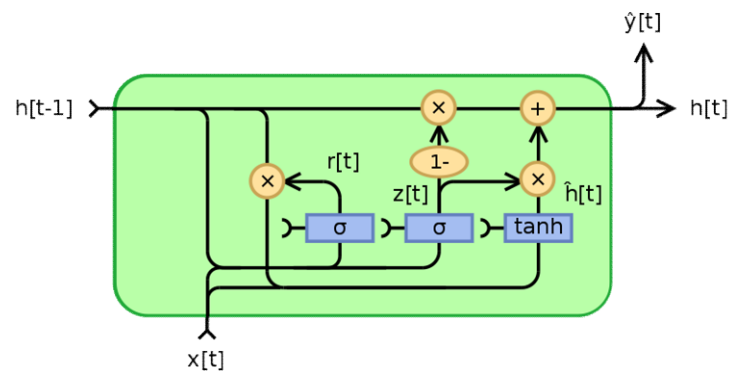 ŷ[t]
h[t-1]
×
+
h[t]
r[t]
1-
×
z[t]
×
ĥ[t]
σ
σ
tanh
x[t]